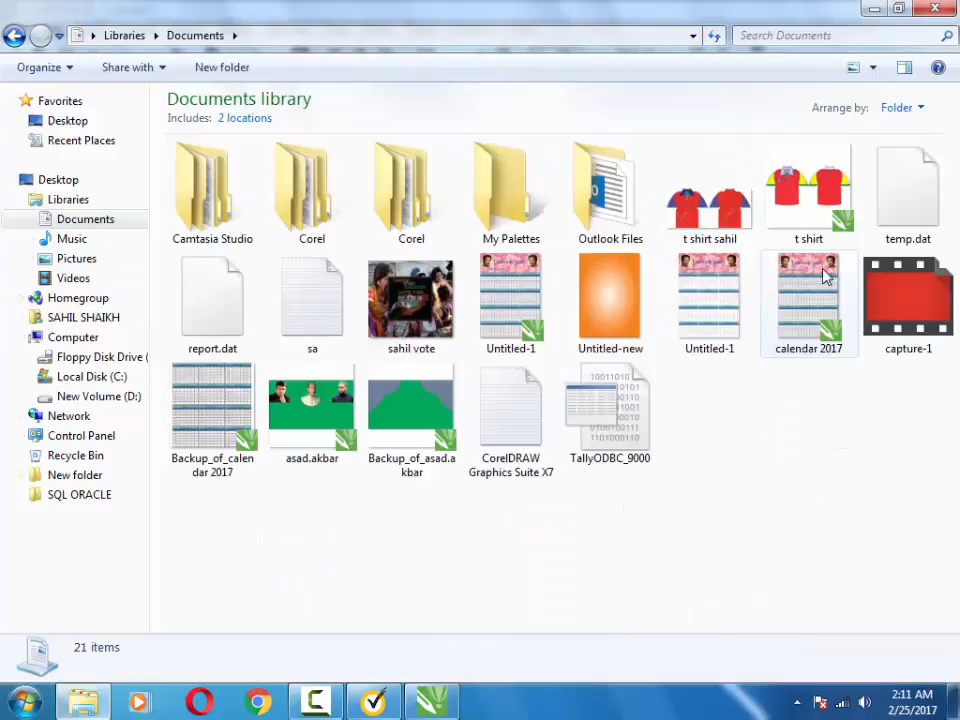 Libraries Documents
Search Documents
Organize Share with New folder
Documents library
Includes: 2 locations
Arrange by: Folder
Favorites
Desktop
Recent Places
Desktop
Libraries
Documents
Music
Pictures
Videos
Homegroup
SAHIL SHAIKH
Computer
Floppy Disk Drive (
Local Disk (C:)
New Volume (D:)
Network
Control Panel
Recycle Bin
New folder
SQL ORACLE
Camtasia Studio
Corel
Corel
My Palettes
Outlook Files
t shirt sahil
t shirt
temp.dat
report.dat
sa
sahil vote
Untitled-1
Untitled-new
Untitled-1
calendar 2017
capture-1
Backup_of_calen
dar 2017
asad.akbar
Backup_of_asad.a
kbar
CorelDRAW
Graphics Suite X7
10011010
TallyODBC_9000
21 items
2:11 AM
2/25/2017